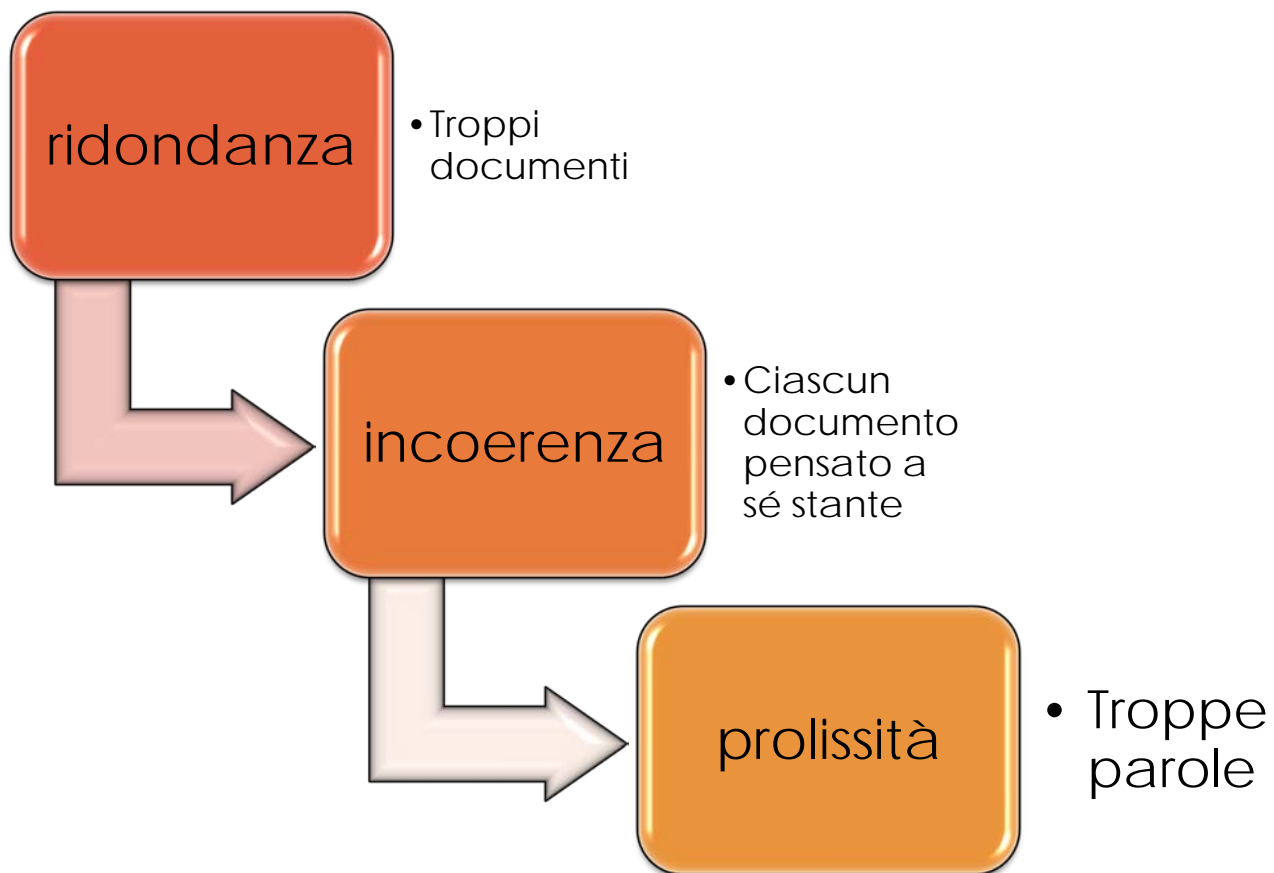 ridondanza
• Troppi
documenti
incoerenza
• Ciascun
documento
pensato a
sé stante
prolissità
• Troppe
parole